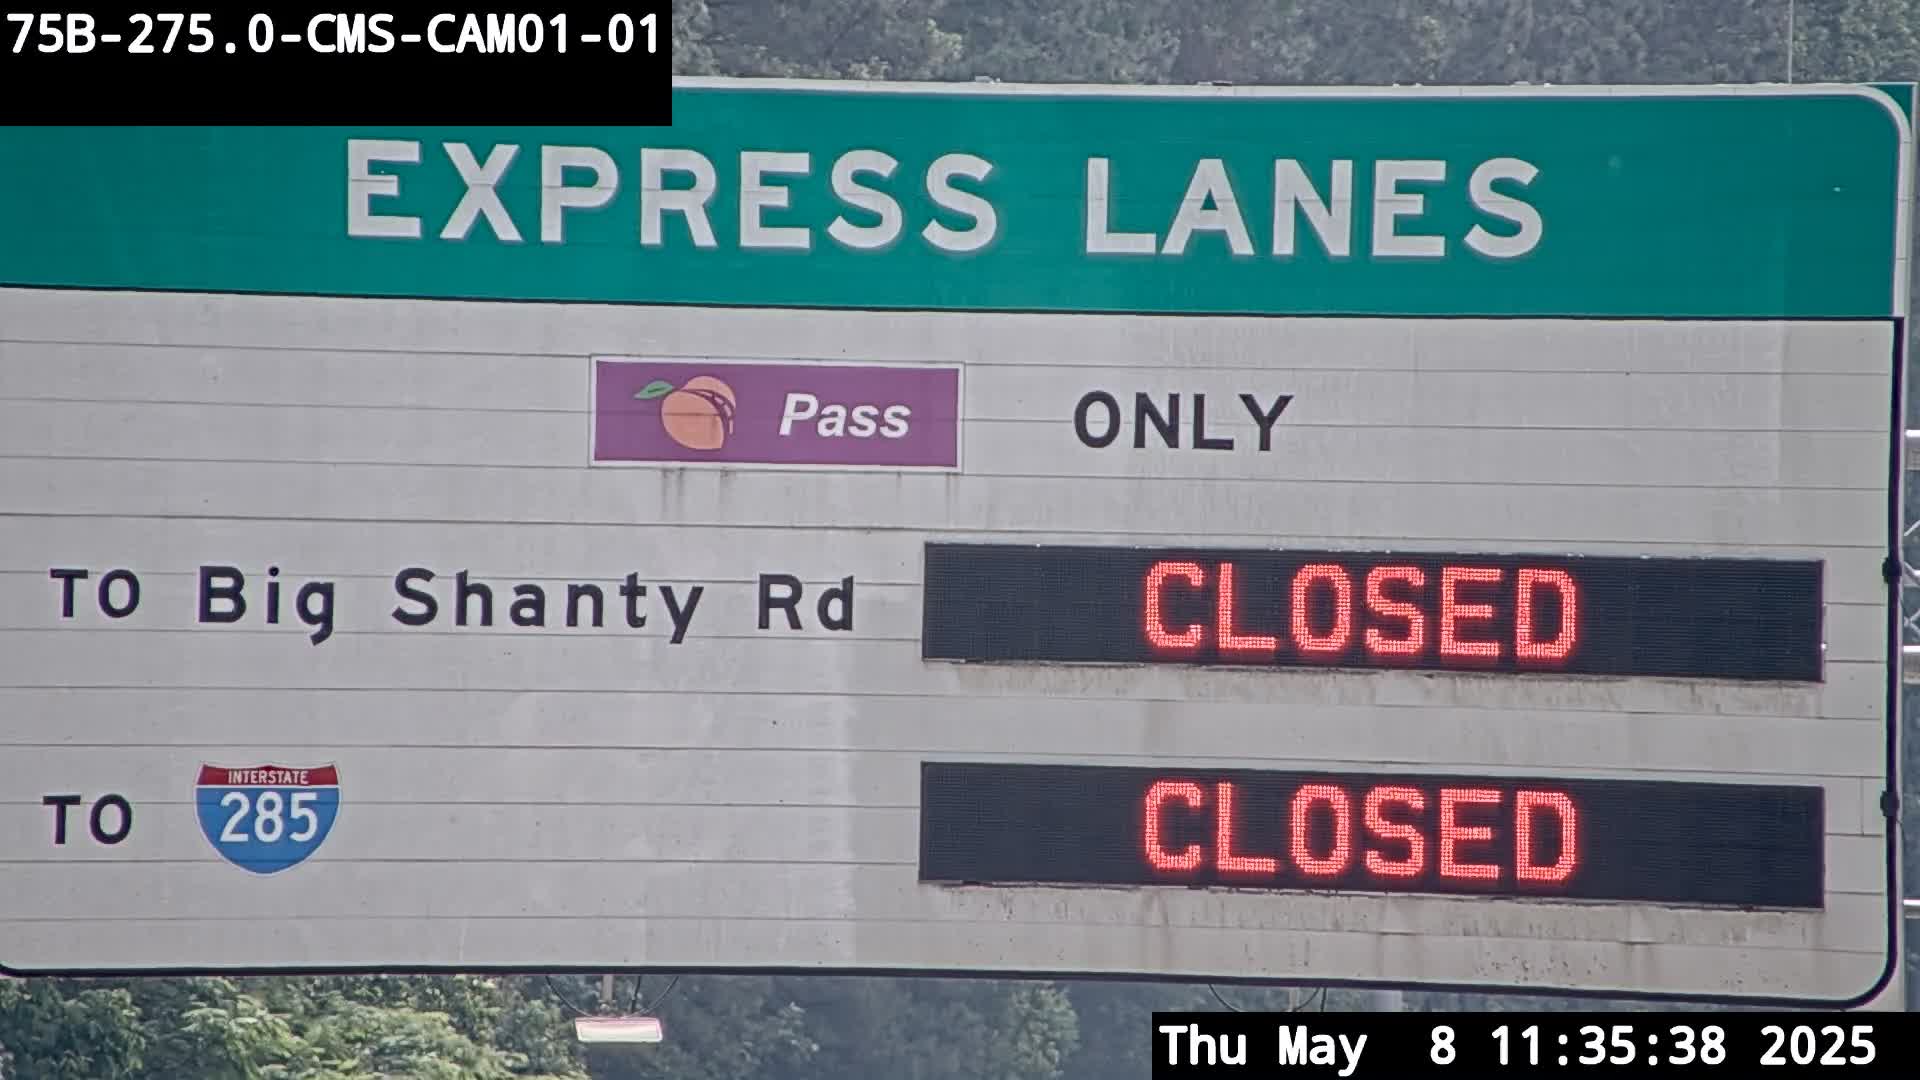 75B-275.0-CMS-CAM01-01
EXPRESS LANES
Pass ONLY
TO Big Shanty Rd CLOSED
INTERSTATE
TO 285 CLOSED
Thu May 8 11:35:38 2025